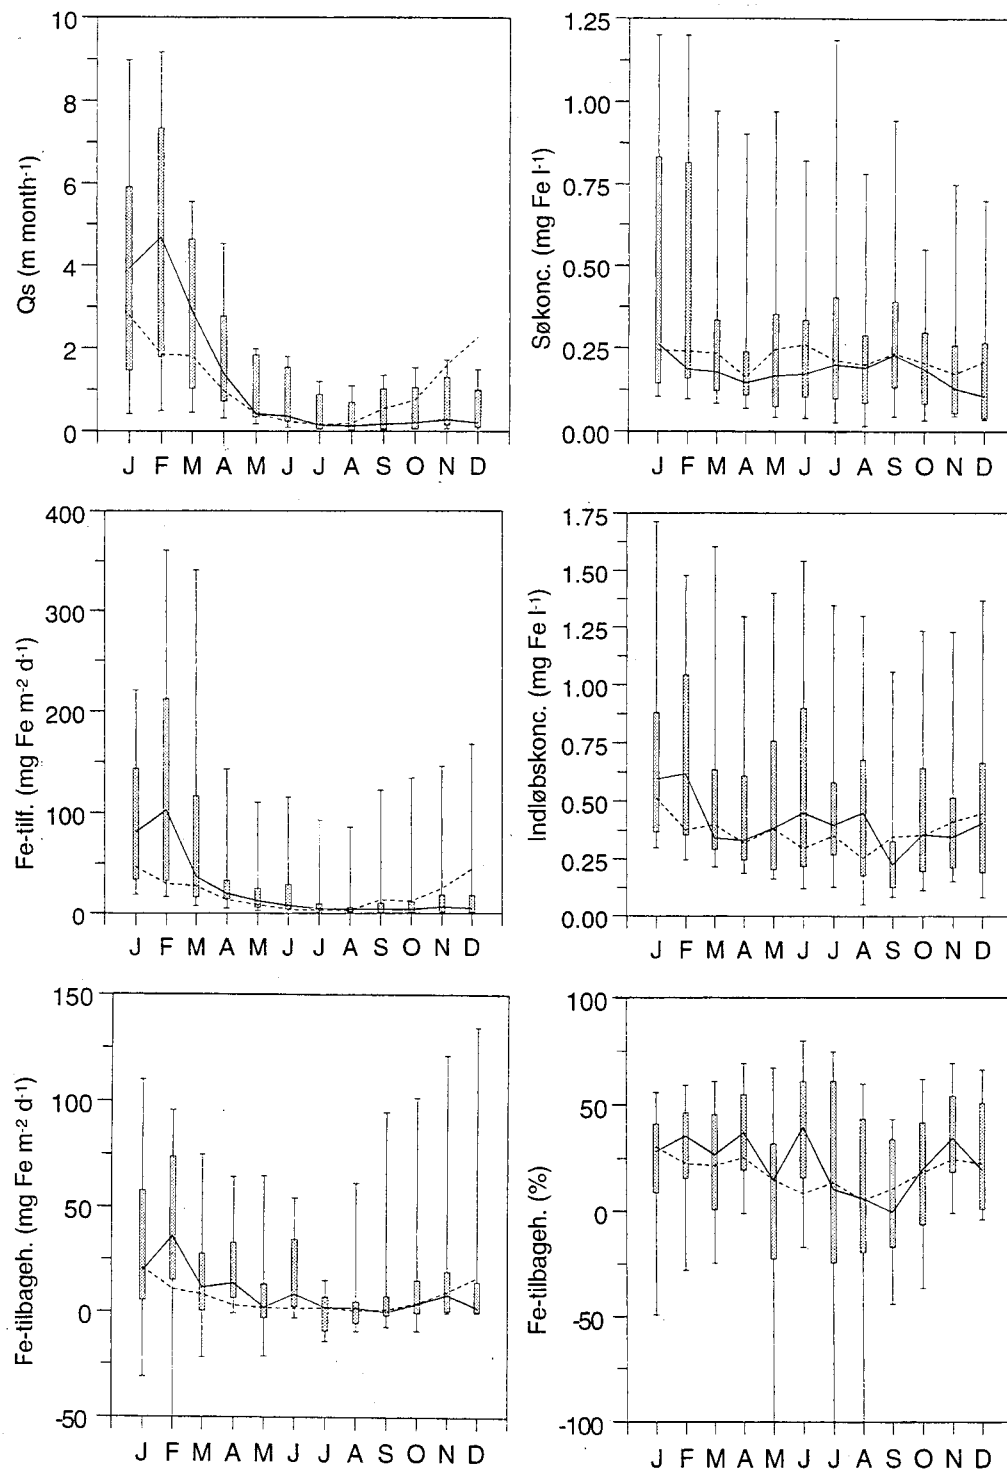 10
8
6
4
2
0
Qs (m month-1)
J F M A M J J A S O N D
1.25
1.00
0.75
0.50
0.25
0.00
Søkonc. (mg Fe l-1)
J F M A M J J A S O N D
400
300
200
100
0
Fe-tilf. (mg Fe m-2 d-1)
J F M A M J J A S O N D
1.75
1.50
1.25
1.00
0.75
0.50
0.25
0.00
Indløbskonc. (mg Fe l-1)
J F M A M J J A S O N D
150
100
50
0
-50
Fe-tilbageh. (mg Fe m-2 d-1)
J F M A M J J A S O N D
100
50
0
-50
-100
Fe-tilbageh. (%)
J F M A M J J A S O N D